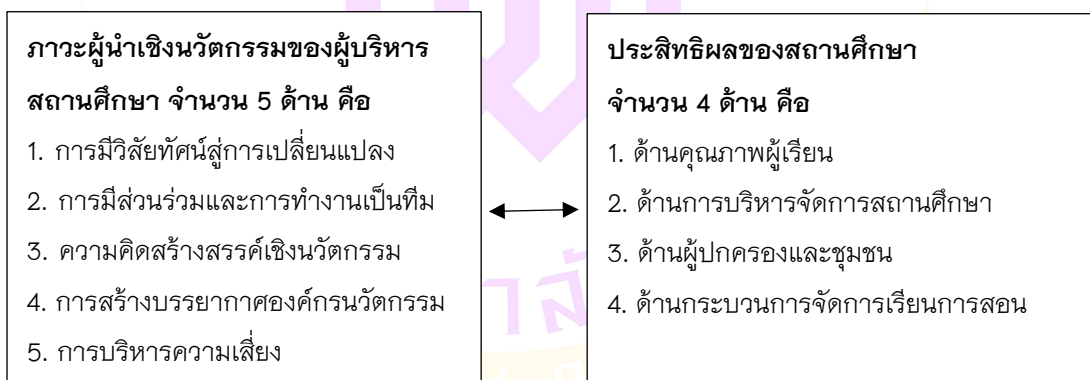 ภาวะผู้นำเชิงนวัตกรรมของผู้บริหาร
สถานศึกษา จำนวน 5 ด้าน คือ
1. การมีวิสัยทัศน์สู่การเปลี่ยนแปลง
2. การมีส่วนร่วมและการทำงานเป็นทีม
3. ความคิดสร้างสรรค์เชิงนวัตกรรม
4. การสร้างบรรยากาศองค์กรนวัตกรรม
5. การบริหารความเสี่ยง
ประสิทธิผลของสถานศึกษา
จำนวน 4 ด้าน คือ
1. ด้านคุณภาพผู้เรียน
2. ด้านการบริหารจัดการสถานศึกษา
3. ด้านผู้ปกครองและชุมชน
4. ด้านกระบวนการจัดการเรียนการสอน